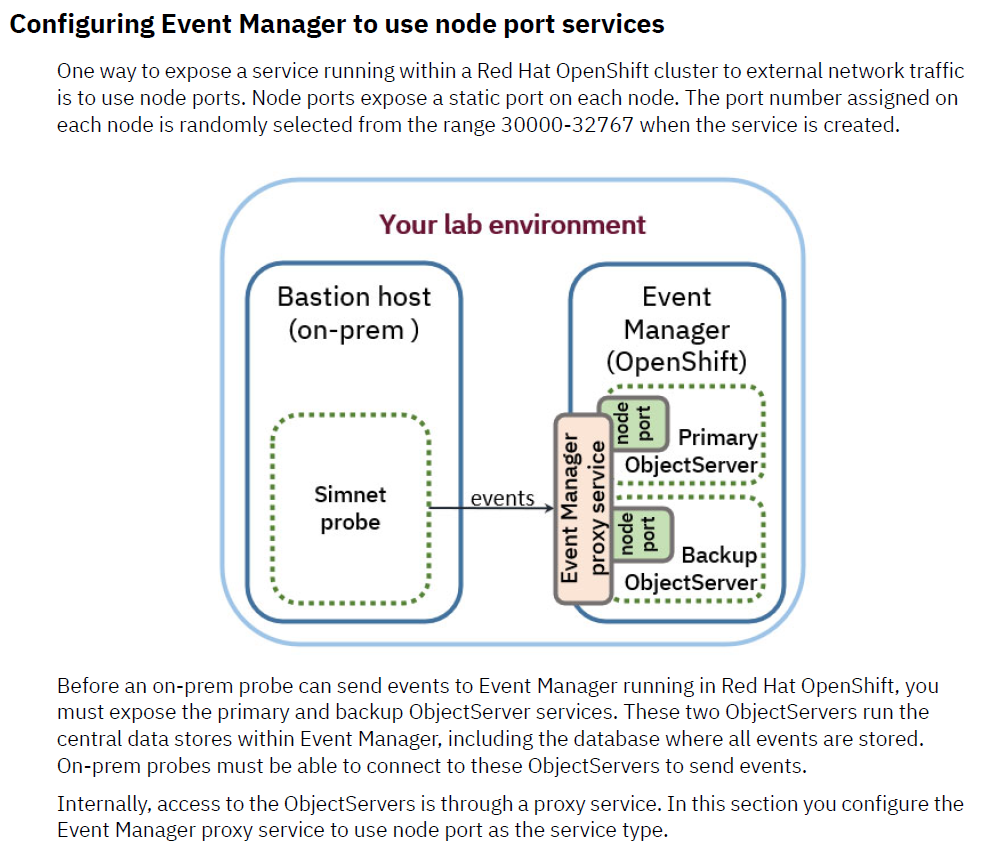 Configuring Event Manager to use node port services
One way to expose a service running within a Red Hat OpenShift cluster to external network traffic
is to use node ports. Node ports expose a static port on each node. The port number assigned on
each node is randomly selected from the range 30000-32767 when the service is created.
Your lab environment
Bastion host
(on-prem )
Simnet
probe
events
Event
Manager
(OpenShift)
Event Manager
proxy service
node
port
Primary
ObjectServer
node
port
Backup
ObjectServer
Before an on-prem probe can send events to Event Manager running in Red Hat OpenShift, you
must expose the primary and backup ObjectServer services. These two ObjectServers run the
central data stores within Event Manager, including the database where all events are stored.
On-prem probes must be able to connect to these ObjectServers to send events.
Internally, access to the ObjectServers is through a proxy service. In this section you configure the
Event Manager proxy service to use node port as the service type.